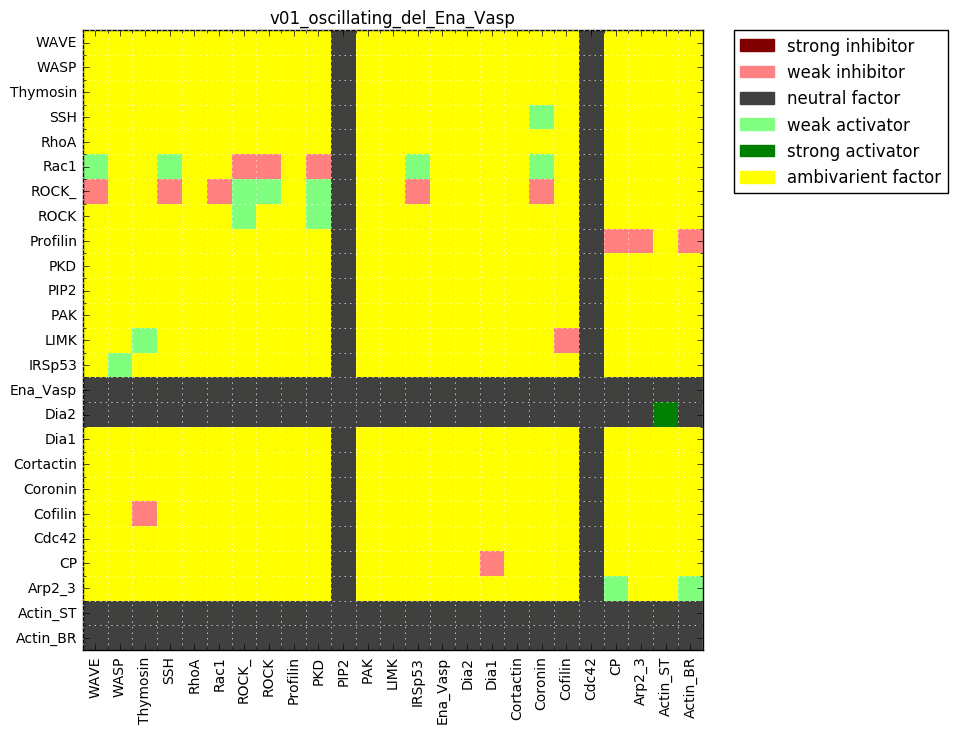 v01_oscillating_del_Ena_Vasp
WAVE
WASP
Thymosin
SSH
RhoA
Rac1
ROCK_
ROCK
Profilin
PKD
PIP2
PAK
LIMK
IRSp53
Ena_Vasp
Dia2
Dia1
Cortactin
Coronin
Cofilin
Cdc42
CP
Arp2_3
Actin_ST
Actin_BR
WAVE
WASP
Thymosin
SSH
RhoA
Rac1
ROCK_
ROCK
Profilin
PKD
PIP2
PAK
LIMK
IRSp53
Ena_Vasp
Dia2
Dia1
Cortactin
Coronin
Cofilin
Cdc42
CP
Arp2_3
Actin_ST
Actin_BR
strong inhibitor
weak inhibitor
neutral factor
weak activator
strong activator
ambivarient factor